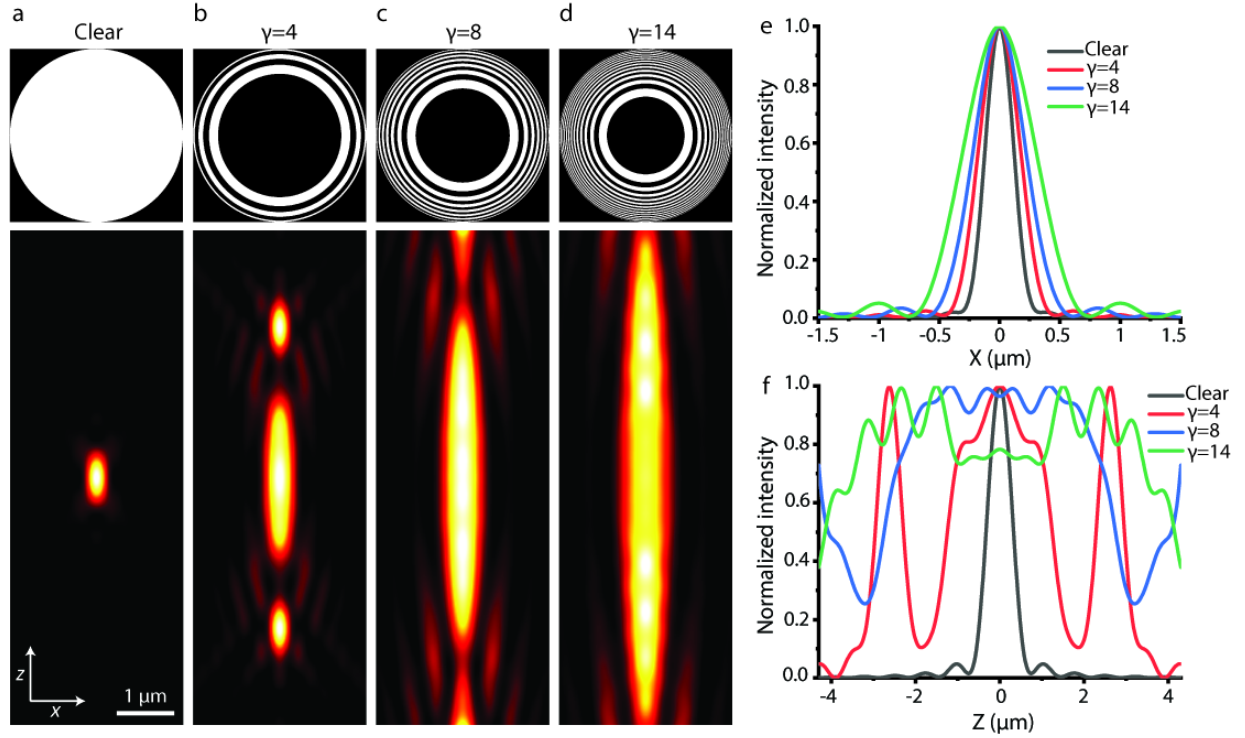 a b c d e
Clear γ=4 γ=8 γ=14
z
x
1 µm
Normalized intensity
1.0
0.8
0.6
0.4
0.2
0.0
-1.5 -1 -0.5 0 0.5 1 1.5
X (µm)
Clear
γ=4
γ=8
γ=14
f
Normalized intensity
1.0
0.8
0.6
0.4
0.2
0.0
-4 -2 0 2 4
Z (µm)
Clear
γ=4
γ=8
γ=14